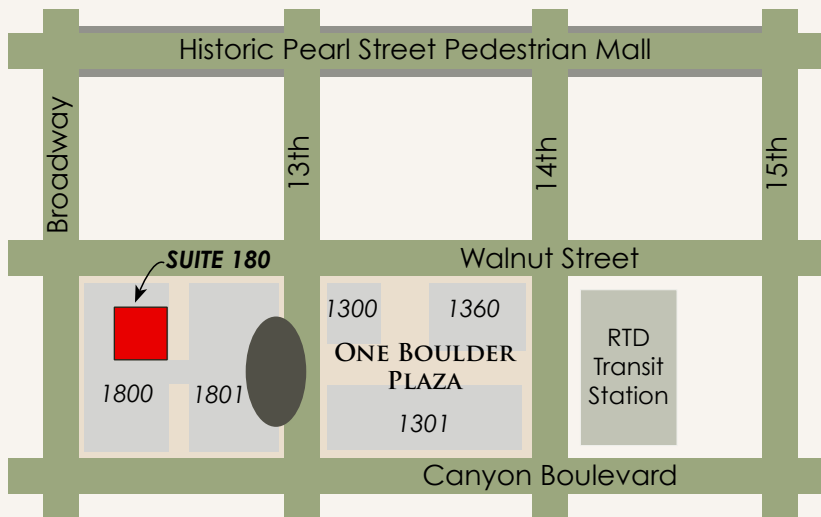 Historic Pearl Street Pedestrian Mall
Broadway
13th
14th
15th
SUITE 180
Walnut Street
1300
1360
ONE BOULDER
PLAZA
RTD
Transit
Station
1800
1801
1301
Canyon Boulevard